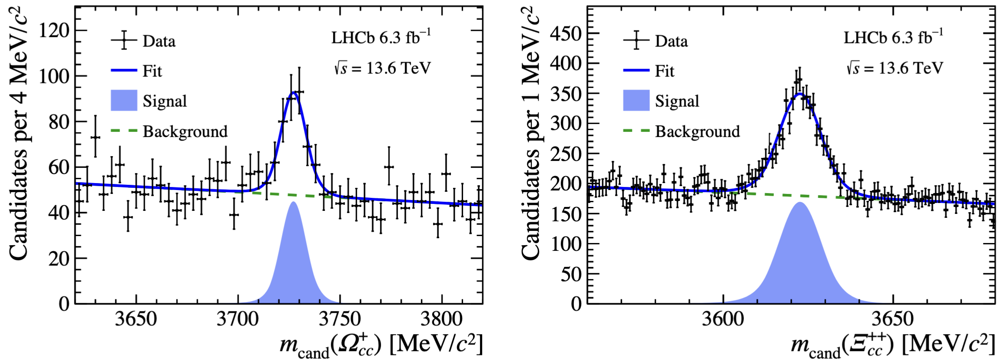 Candidates per 4 MeV/c²
120
100
80
60
40
20
0
Data
Fit
Signal
Background
LHCb 6.3 fb⁻¹
√s = 13.6 TeV
3650 3700 3750 3800
m_cand(Ω_cc^+) [MeV/c²]
Candidates per 1 MeV/c²
450
400
350
300
250
200
150
100
50
0
Data
Fit
Signal
Background
LHCb 6.3 fb⁻¹
√s = 13.6 TeV
3600 3650
m_cand(Ξ_cc^++) [MeV/c²]